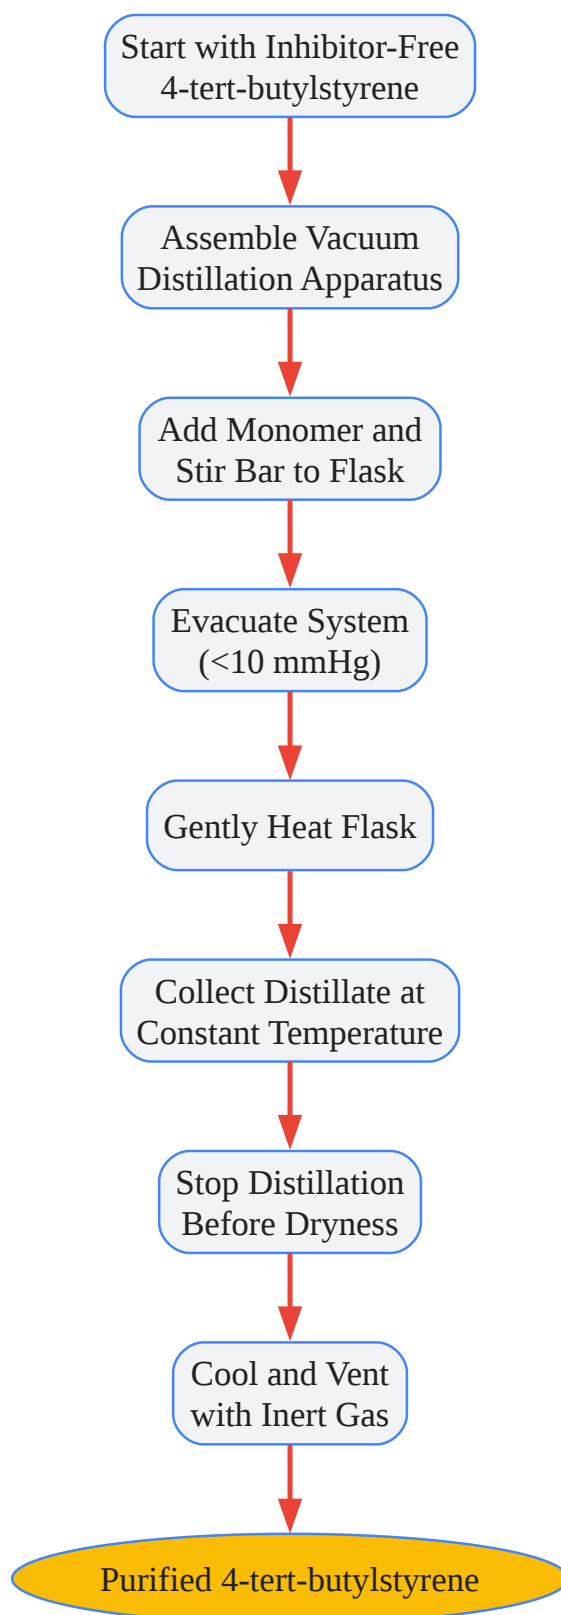 Start with Inhibitor-Free
4-tert-butylstyrene
Assemble Vacuum
Distillation Apparatus
Add Monomer and
Stir Bar to Flask
Evacuate System
(<10 mmHg)
Gently Heat Flask
Collect Distillate at
Constant Temperature
Stop Distillation
Before Dryness
Cool and Vent
with Inert Gas
Purified 4-tert-butylstyrene